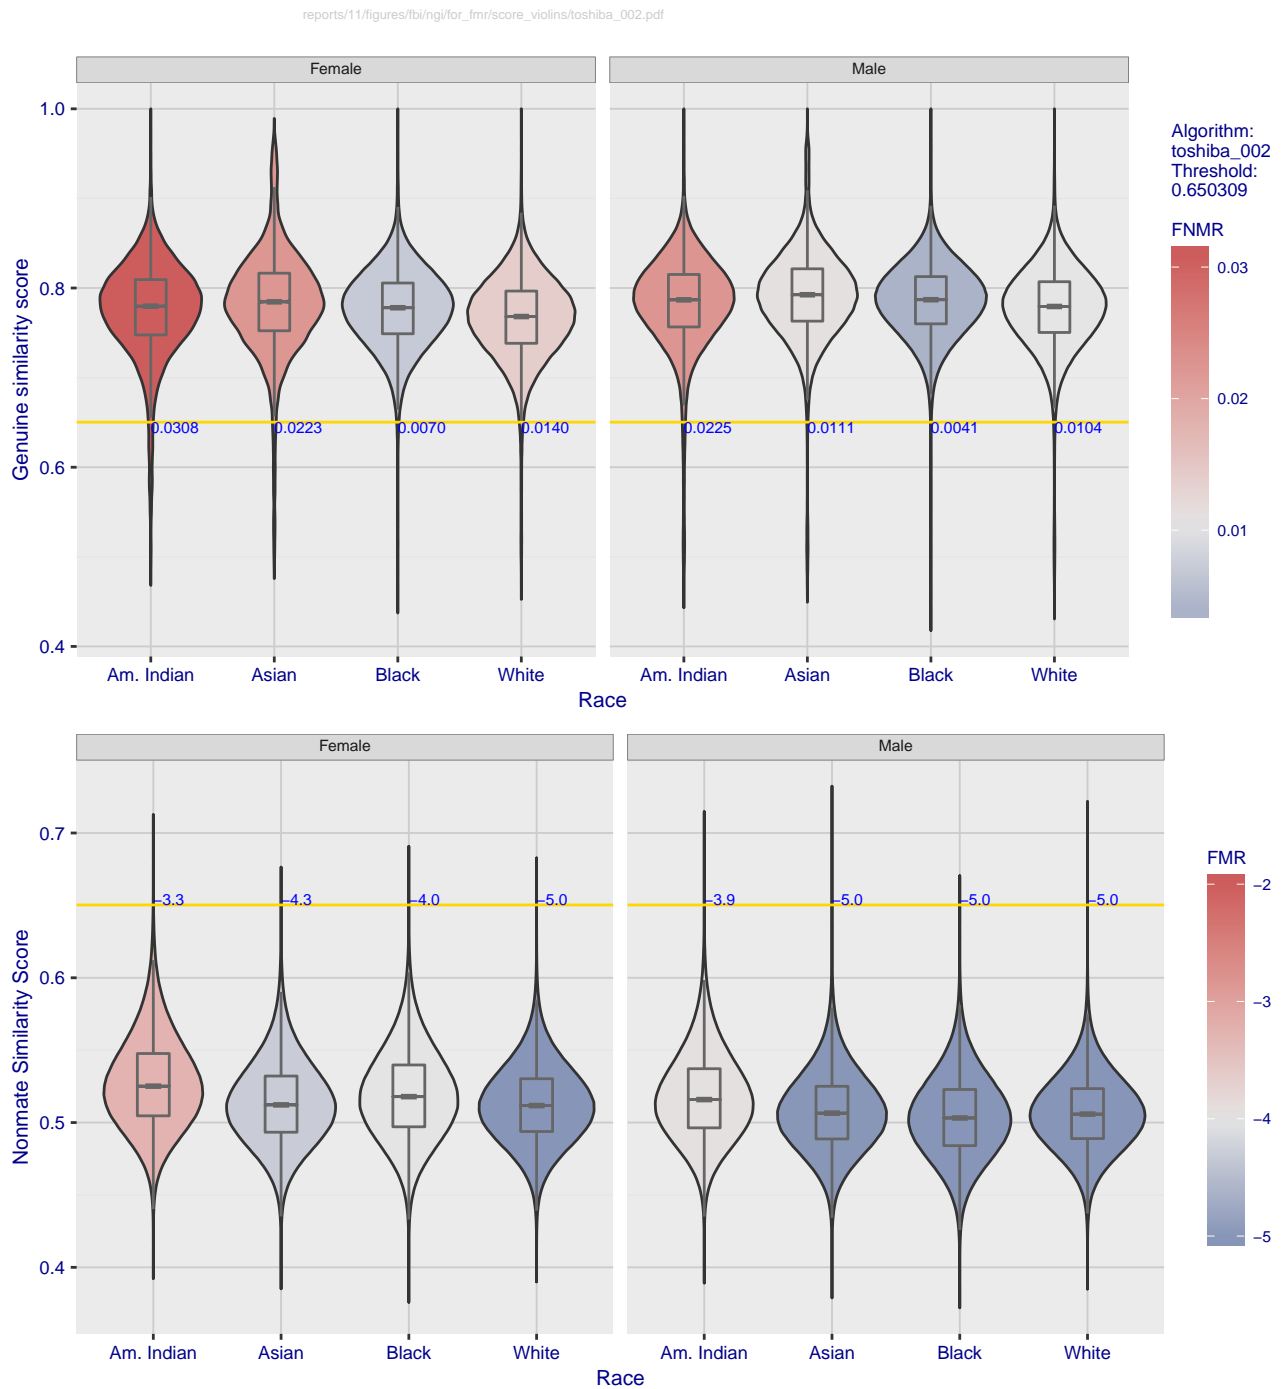 reports/11/figures/fbi/ngi/for_fmr/score_violins/toshiba_002.pdf
Female
Male
Genuine similarity score
1.0
0.8
0.6
0.4
0.0308
0.0223
0.0070
0.0140
0.0225
0.0111
0.0041
0.0104
Am. Indian
Asian
Black
White
Am. Indian
Asian
Black
White
Race
Algorithm:
toshiba_002
Threshold:
0.650309
FNMR
0.03
0.02
0.01
Female
Male
Nonmate Similarity Score
0.7
0.6
0.5
0.4
−3.3
−4.3
−4.0
−5.0
−3.9
−5.0
−5.0
−5.0
Am. Indian
Asian
Black
White
Am. Indian
Asian
Black
White
Race
FMR
−2
−3
−4
−5